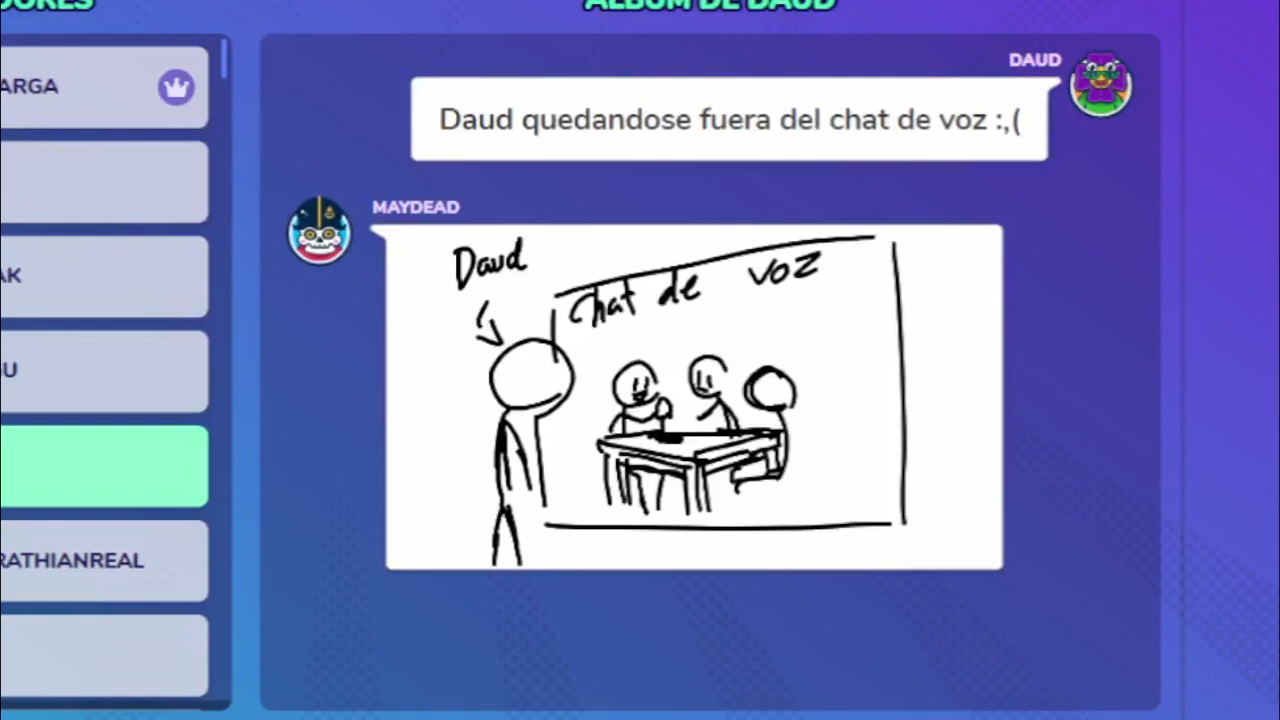 ÁLBUM DE DAUD
ARGA
AK
RATHIANREAL
DAUD
Daud quedandose fuera del chat de voz :,(
MAYDEAD
Daud
Chat de voz